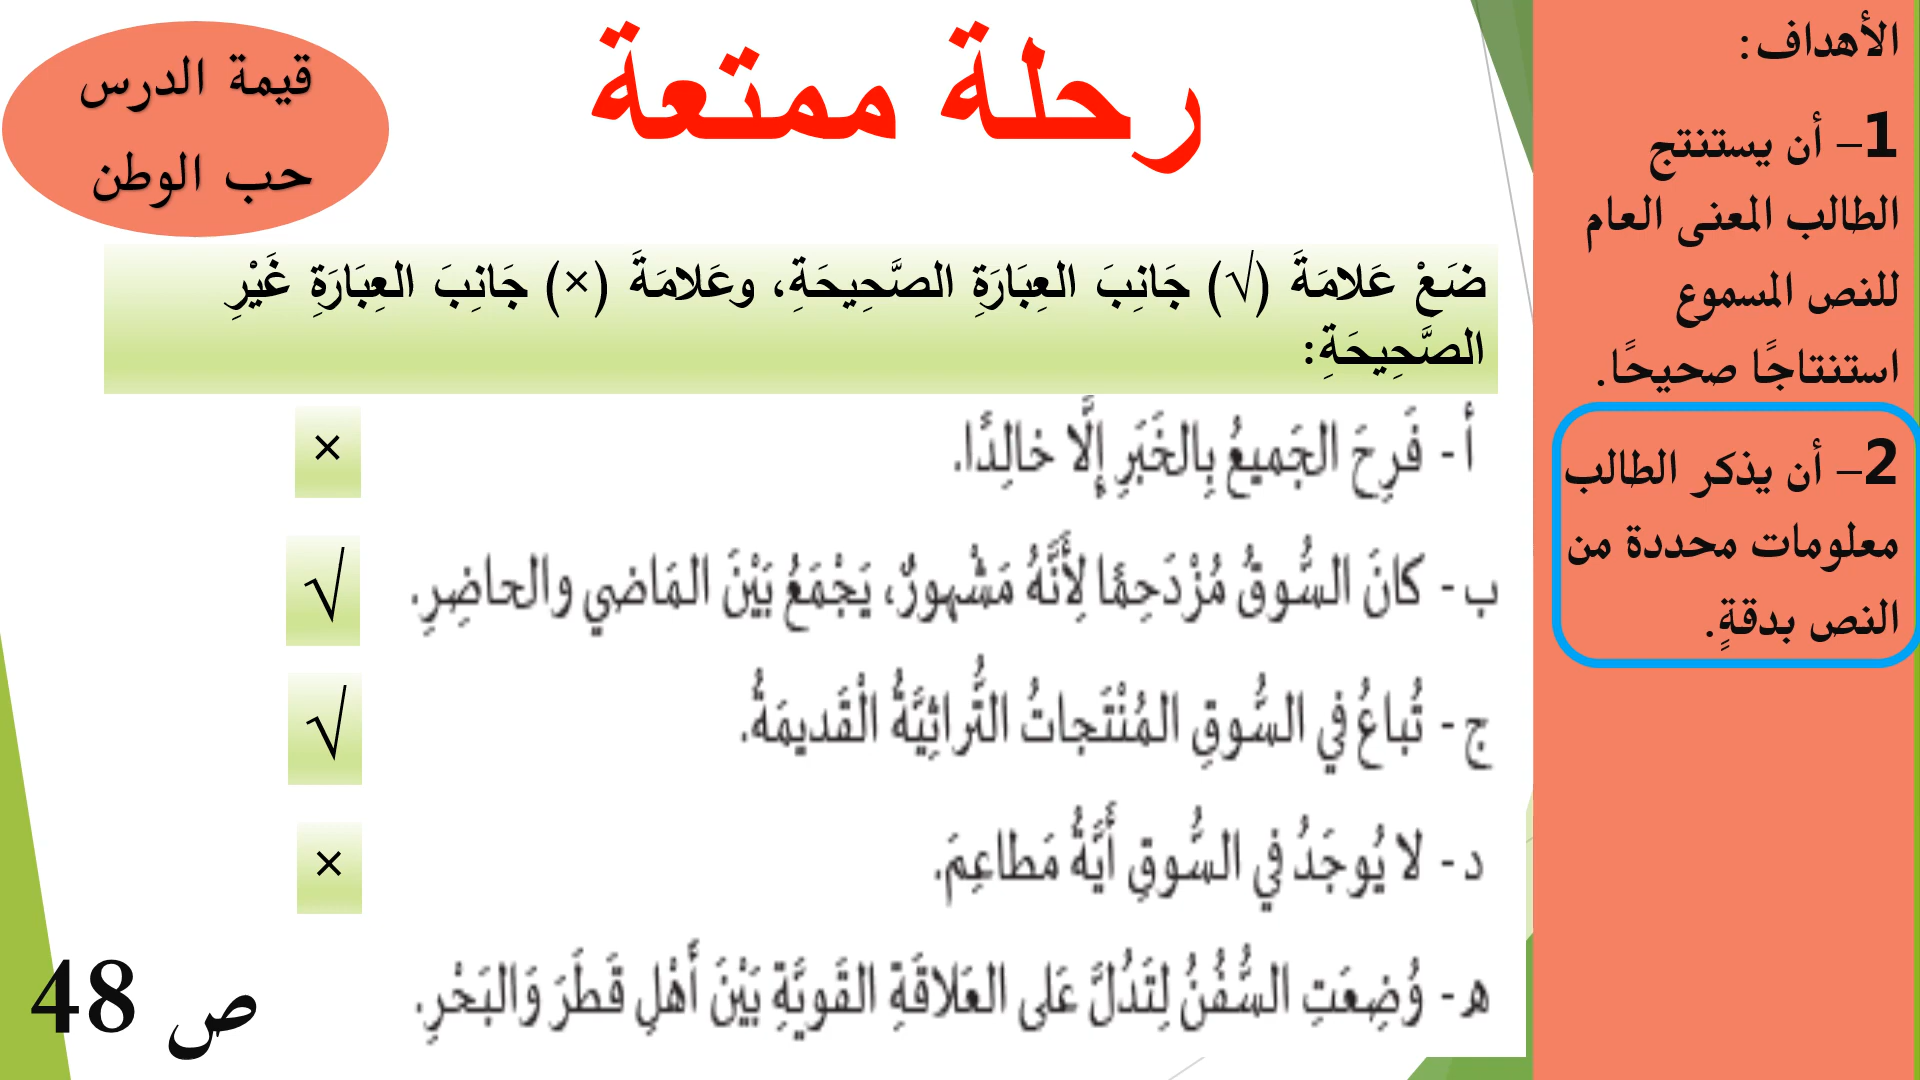 رحلة ممتعة
قيمة الدرس
حب الوطن
ضَعْ عَلامَةَ (√) جَانِبَ العِبَارَةِ الصَّحِيحَةِ، وعَلامَةَ (×) جَانِبَ العِبَارَةِ غَيْرِ
الصَّحِيحَةِ:
أ - فَرِحَ الجَميعُ بِالخَبَرِ إِلَّا خالِدًا. ×
ب - كانَ السُّوقُ مُزْدَحِمًا لِأَنَّهُ مَشْهورٌ، يَجْمَعُ بَيْنَ المَاضي والحاضِرِ. √
ج - تُباعُ في السُّوقِ المُنْتَجاتُ التُّراثِيَّةُ الْقَديمَةُ. √
د - لا يُوجَدُ في السُّوقِ أَيَّةُ مَطاعِمَ. ×
هـ - وُضِعَتِ السُّفُنُ لِتَدُلَّ عَلى العَلاقَةِ القَوِيَّةِ بَيْنَ أَهْلِ قَطَرَ وَالبَحْرِ.
ص 48
الأهداف:
1– أن يستنتج
الطالب المعنى العام
للنص المسموع
استنتاجًا صحيحًا.
2– أن يذكر الطالب
معلومات محددة من
النص بدقةٍ.